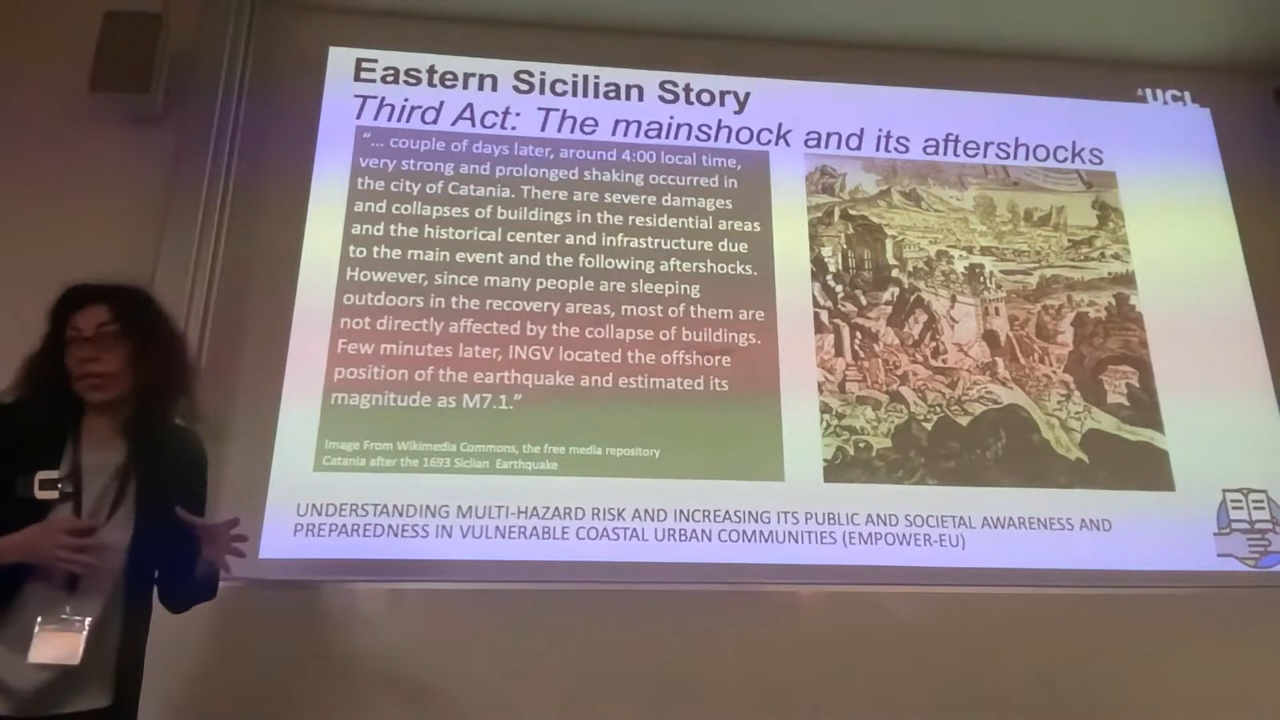 Eastern Sicilian Story
UCL
Third Act: The mainshock and its aftershocks
“... couple of days later, around 4:00 local time,
very strong and prolonged shaking occurred in
the city of Catania. There are severe damages
and collapses of buildings in the residential areas
and the historical center and infrastructure due
to the main event and the following aftershocks.
However, since many people are sleeping
outdoors in the recovery areas, most of them are
not directly affected by the collapse of buildings.
Few minutes later, INGV located the offshore
position of the earthquake and estimated its
magnitude as M7.1.”
Image From Wikimedia Commons, the free media repository
Catania after the 1693 Siclian Earthquake
UNDERSTANDING MULTI-HAZARD RISK AND INCREASING ITS PUBLIC AND SOCIETAL AWARENESS AND
PREPAREDNESS IN VULNERABLE COASTAL URBAN COMMUNITIES (EMPOWER-EU)